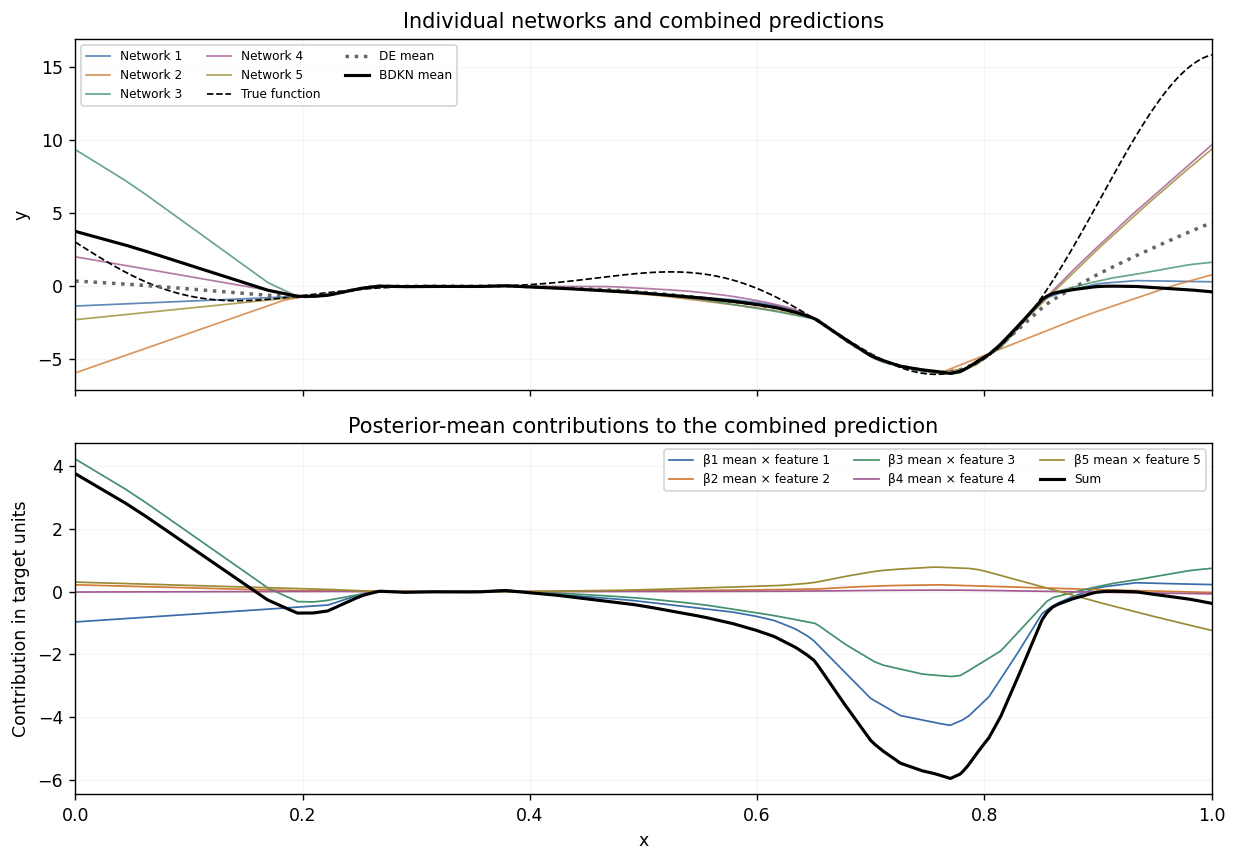 Individual networks and combined predictions
Network 1 Network 4 DE mean
Network 2 Network 5 BDKN mean
Network 3 True function
15
10
5
0
−5
y
Posterior-mean contributions to the combined prediction
β1 mean × feature 1 β3 mean × feature 3 β5 mean × feature 5
β2 mean × feature 2 β4 mean × feature 4 Sum
4
2
0
−2
−4
−6
Contribution in target units
0.0 0.2 0.4 0.6 0.8 1.0
x